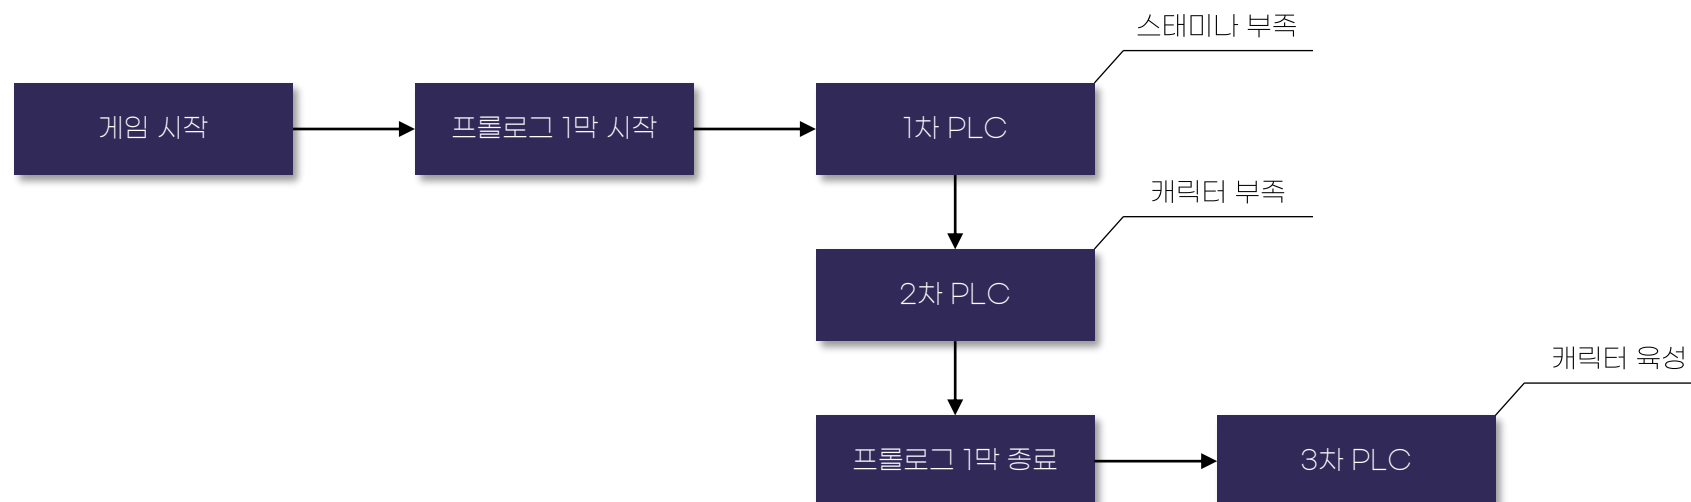 스태미나 부족
게임 시작
프롤로그 1막 시작
1차 PLC
캐릭터 부족
2차 PLC
캐릭터 육성
프롤로그 1막 종료
3차 PLC